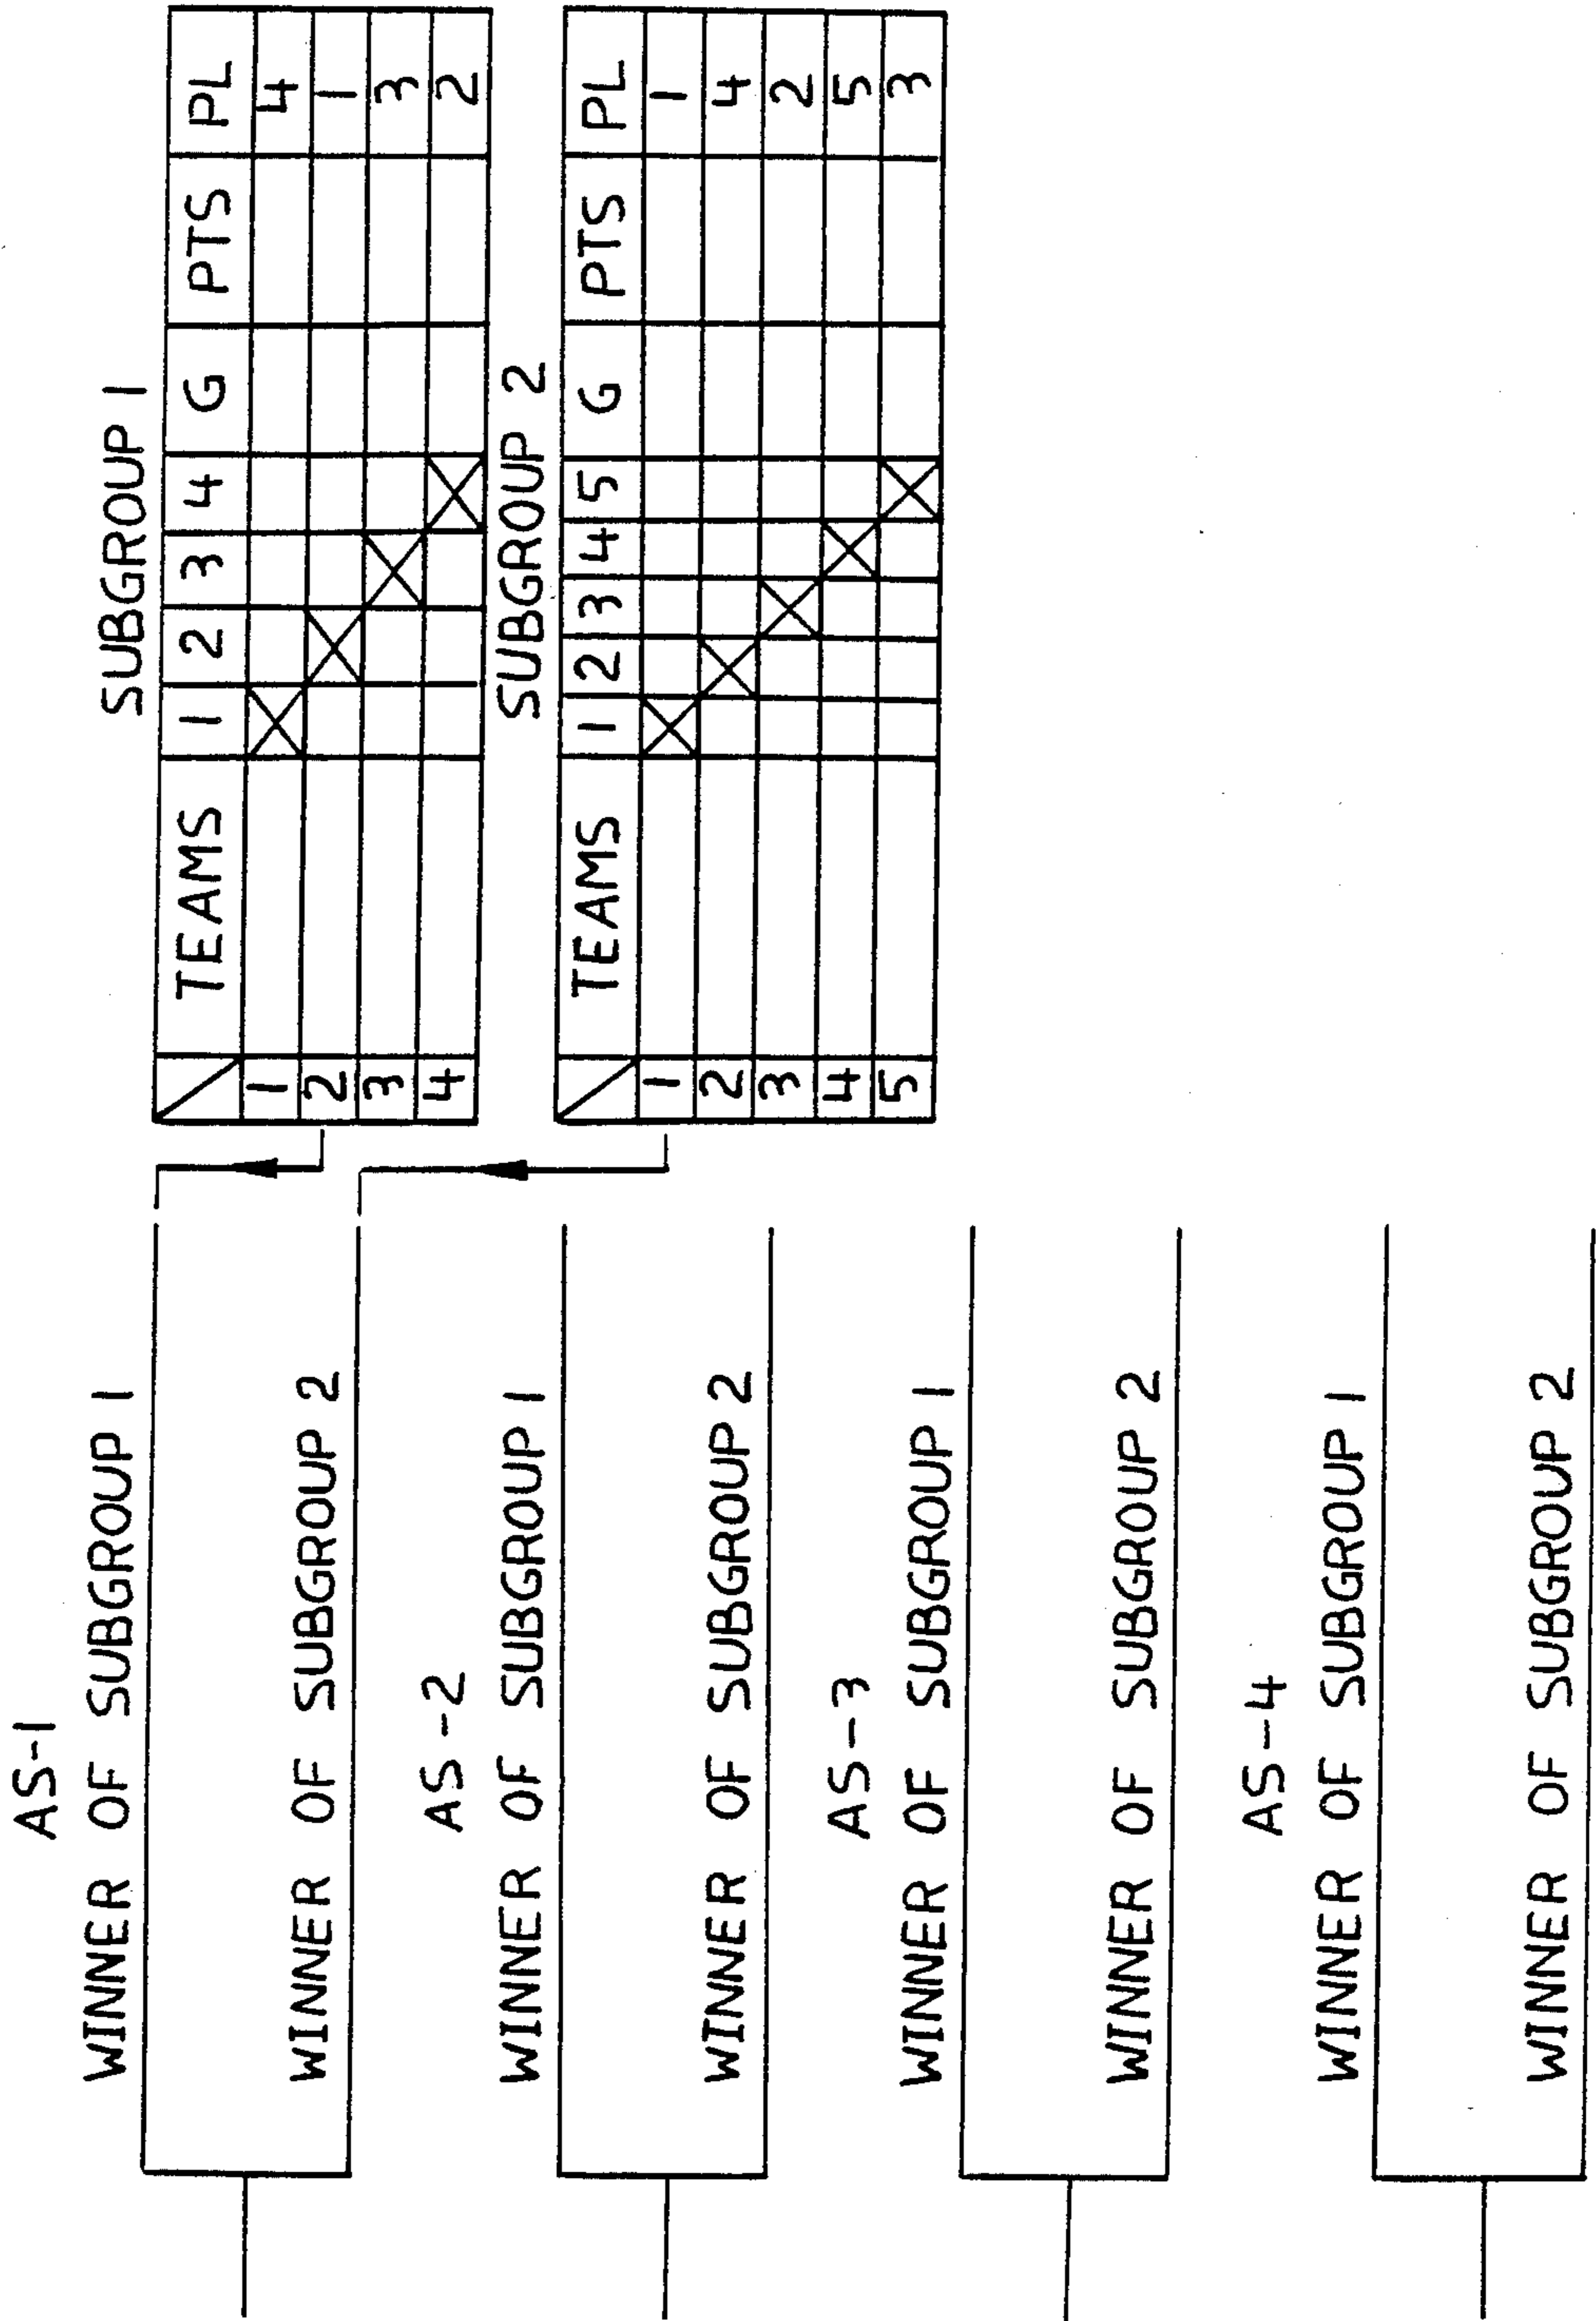 AS-1
WINNER OF SUBGROUP 1
WINNER OF SUBGROUP 2
AS-2
WINNER OF SUBGROUP 1
WINNER OF SUBGROUP 2
AS-3
WINNER OF SUBGROUP 1
WINNER OF SUBGROUP 2
AS-4
WINNER OF SUBGROUP 1
WINNER OF SUBGROUP 2
SUBGROUP 1
TEAMS 1 2 3 4 G PTS PL
1 4
2 1
3 3
4 2
SUBGROUP 2
TEAMS 1 2 3 4 5 G PTS PL
1 1
2 4
3 2
4 5
5 3